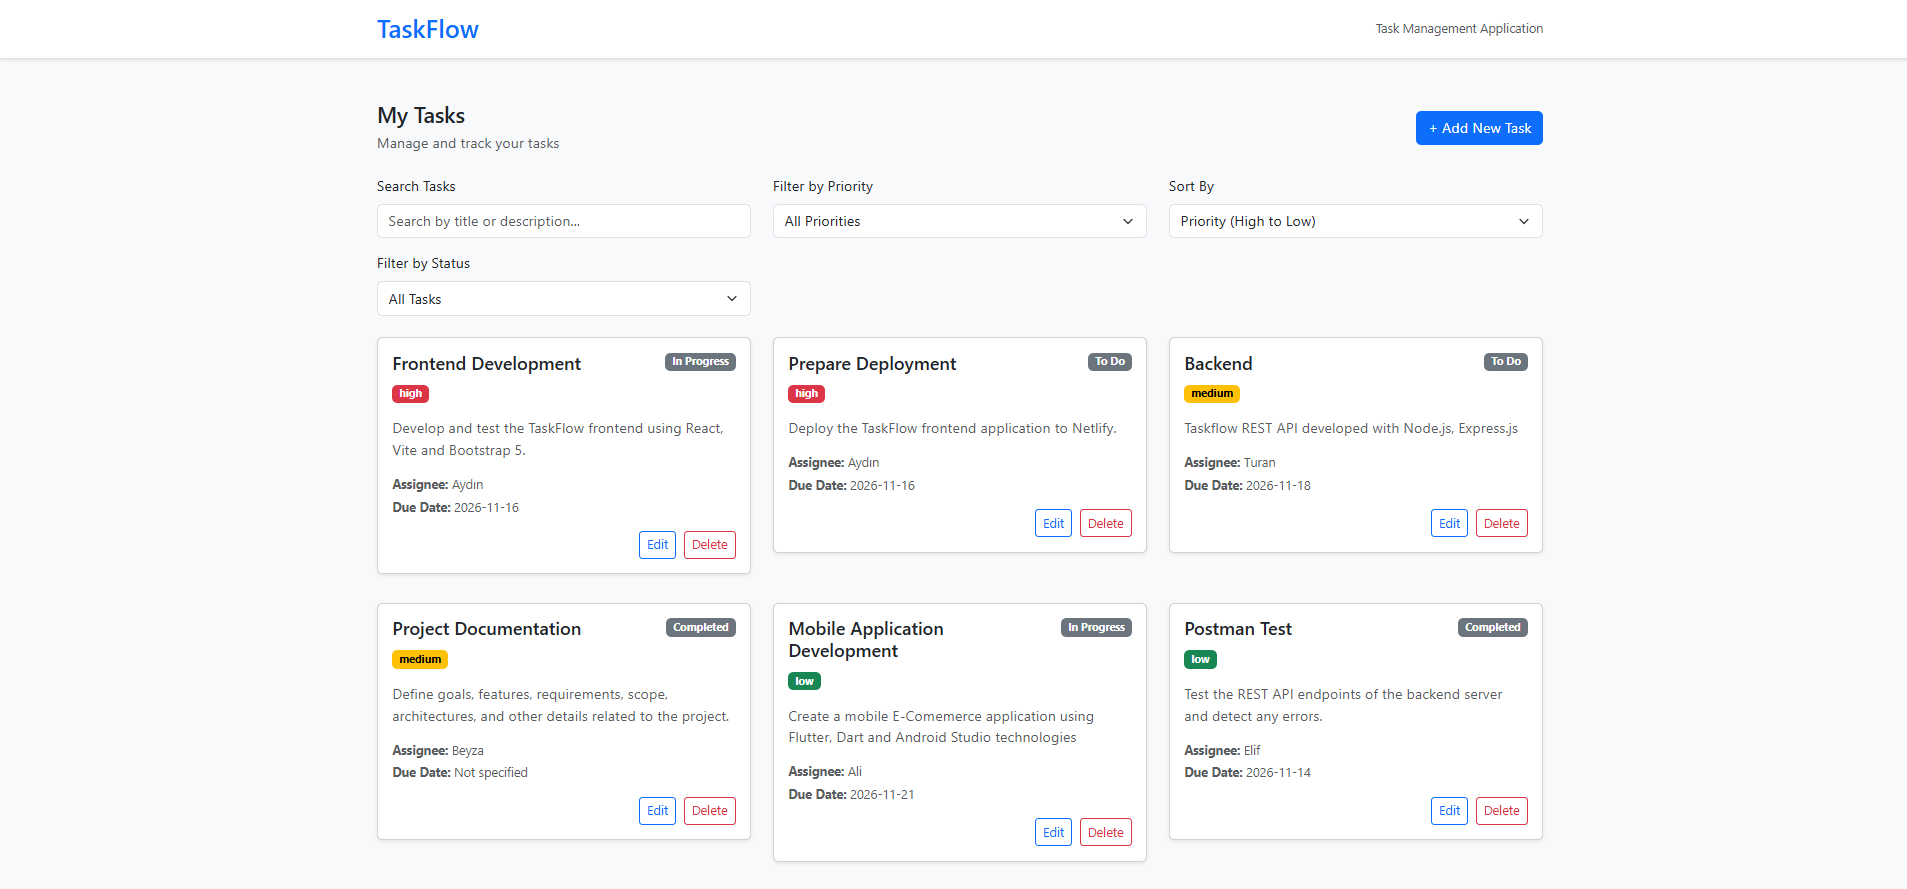 TaskFlow
Task Management Application
My Tasks
Manage and track your tasks
+ Add New Task
Search Tasks
Search by title or description...
Filter by Priority
All Priorities
Sort By
Priority (High to Low)
Filter by Status
All Tasks
Frontend Development
In Progress
high
Develop and test the TaskFlow frontend using React,
Vite and Bootstrap 5.
Assignee: Aydın
Due Date: 2026-11-16
Edit
Delete
Prepare Deployment
To Do
high
Deploy the TaskFlow frontend application to Netlify.
Assignee: Aydın
Due Date: 2026-11-16
Edit
Delete
Backend
To Do
medium
Taskflow REST API developed with Node.js, Express.js
Assignee: Turan
Due Date: 2026-11-18
Edit
Delete
Project Documentation
Completed
medium
Define goals, features, requirements, scope,
architectures, and other details related to the project.
Assignee: Beyza
Due Date: Not specified
Edit
Delete
Mobile Application
Development
In Progress
low
Create a mobile E-Comemerce application using
Flutter, Dart and Android Studio technologies
Assignee: Ali
Due Date: 2026-11-21
Edit
Delete
Postman Test
Completed
low
Test the REST API endpoints of the backend server
and detect any errors.
Assignee: Elif
Due Date: 2026-11-14
Edit
Delete